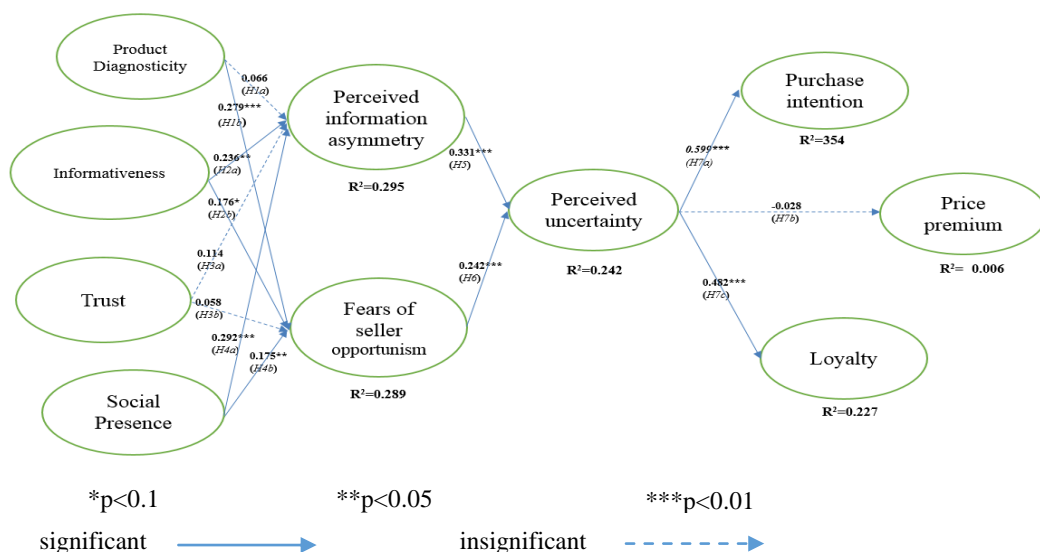 Product
Diagnosticity
0.066
(H1a)
0.279***
(H1b)
Informativeness
0.236**
(H2a)
0.176*
(H2b)
Trust
0.114
(H3a)
0.058
(H3b)
Social
Presence
0.292***
(H4a)
0.175**
(H4b)
Perceived
information
asymmetry
R²=0.295
Fears of
seller
opportunism
R²=0.289
0.331***
(H5)
0.242***
(H6)
Perceived
uncertainty
R²=0.242
0.599***
(H7a)
-0.028
(H7b)
0.482***
(H7c)
Purchase
intention
R²=354
Price
premium
R²= 0.006
Loyalty
R²=0.227
*p<0.1 **p<0.05 ***p<0.01
significant insignificant